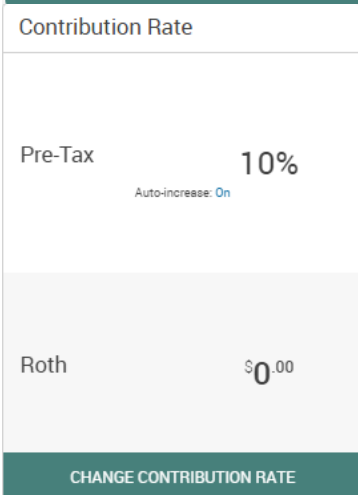 Contribution Rate
Pre-Tax 10%
Auto-increase: On
Roth $0.00
CHANGE CONTRIBUTION RATE